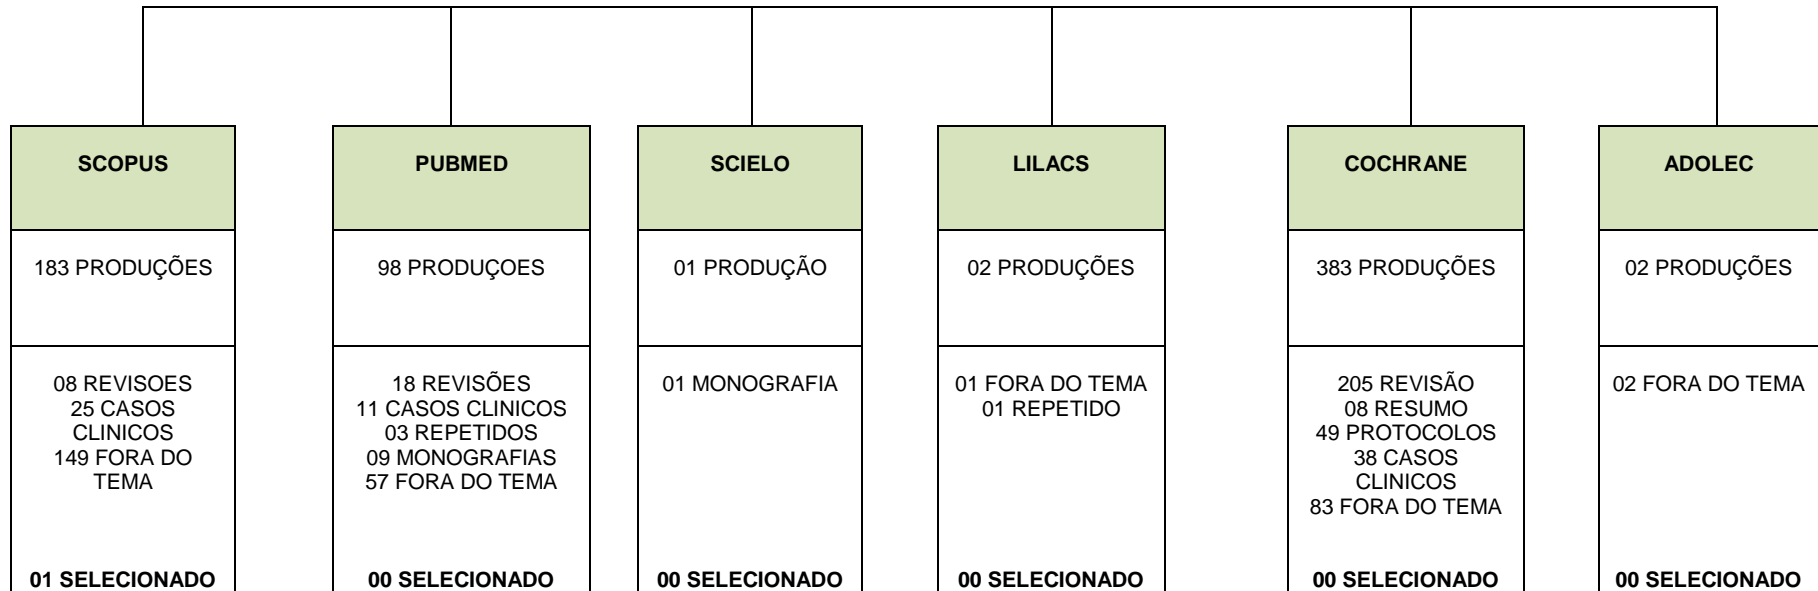 SCOPUS
183 PRODUÇÕES
08 REVISOES
25 CASOS
CLINICOS
149 FORA DO
TEMA
01 SELECIONADO
PUBMED
98 PRODUÇOES
18 REVISÕES
11 CASOS CLINICOS
03 REPETIDOS
09 MONOGRAFIAS
57 FORA DO TEMA
00 SELECIONADO
SCIELO
01 PRODUÇÃO
01 MONOGRAFIA
00 SELECIONADO
LILACS
02 PRODUÇÕES
01 FORA DO TEMA
01 REPETIDO
00 SELECIONADO
COCHRANE
383 PRODUÇÕES
205 REVISÃO
08 RESUMO
49 PROTOCOLOS
38 CASOS
CLINICOS
83 FORA DO TEMA
00 SELECIONADO
ADOLEC
02 PRODUÇÕES
02 FORA DO TEMA
00 SELECIONADO